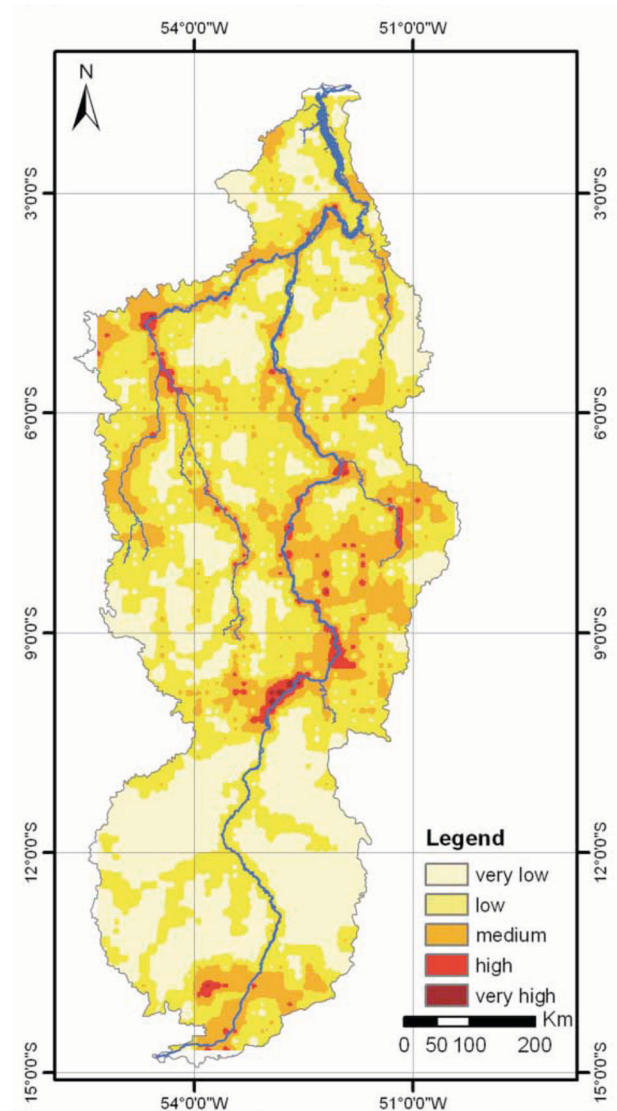 54°0'0"W 51°0'0"W
N
3°0'0"S 3°0'0"S
6°0'0"S 6°0'0"S
9°0'0"S 9°0'0"S
12°0'0"S 12°0'0"S
Legend
very low
low
medium
high
very high
Km
0 50 100 200
15°0'0"S 15°0'0"S
54°0'0"W 51°0'0"W